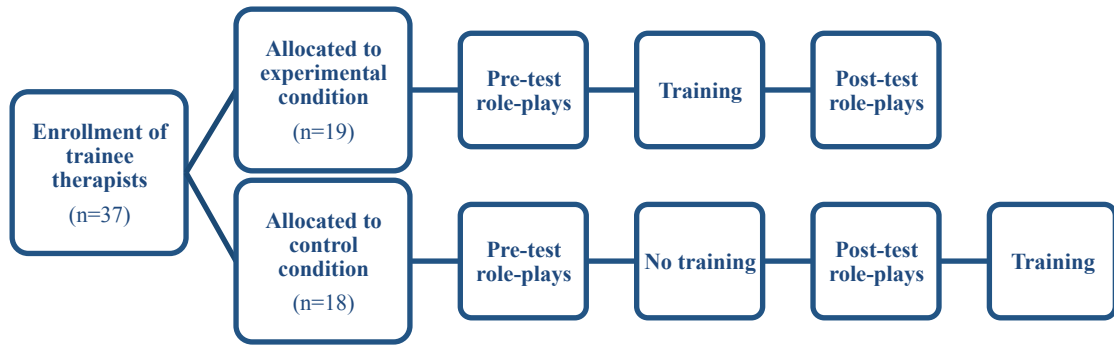 Enrollment of
trainee
therapists
(n=37)
Allocated to
experimental
condition
(n=19)
Pre-test
role-plays
Training
Post-test
role-plays
Allocated to
control
condition
(n=18)
Pre-test
role-plays
No training
Post-test
role-plays
Training